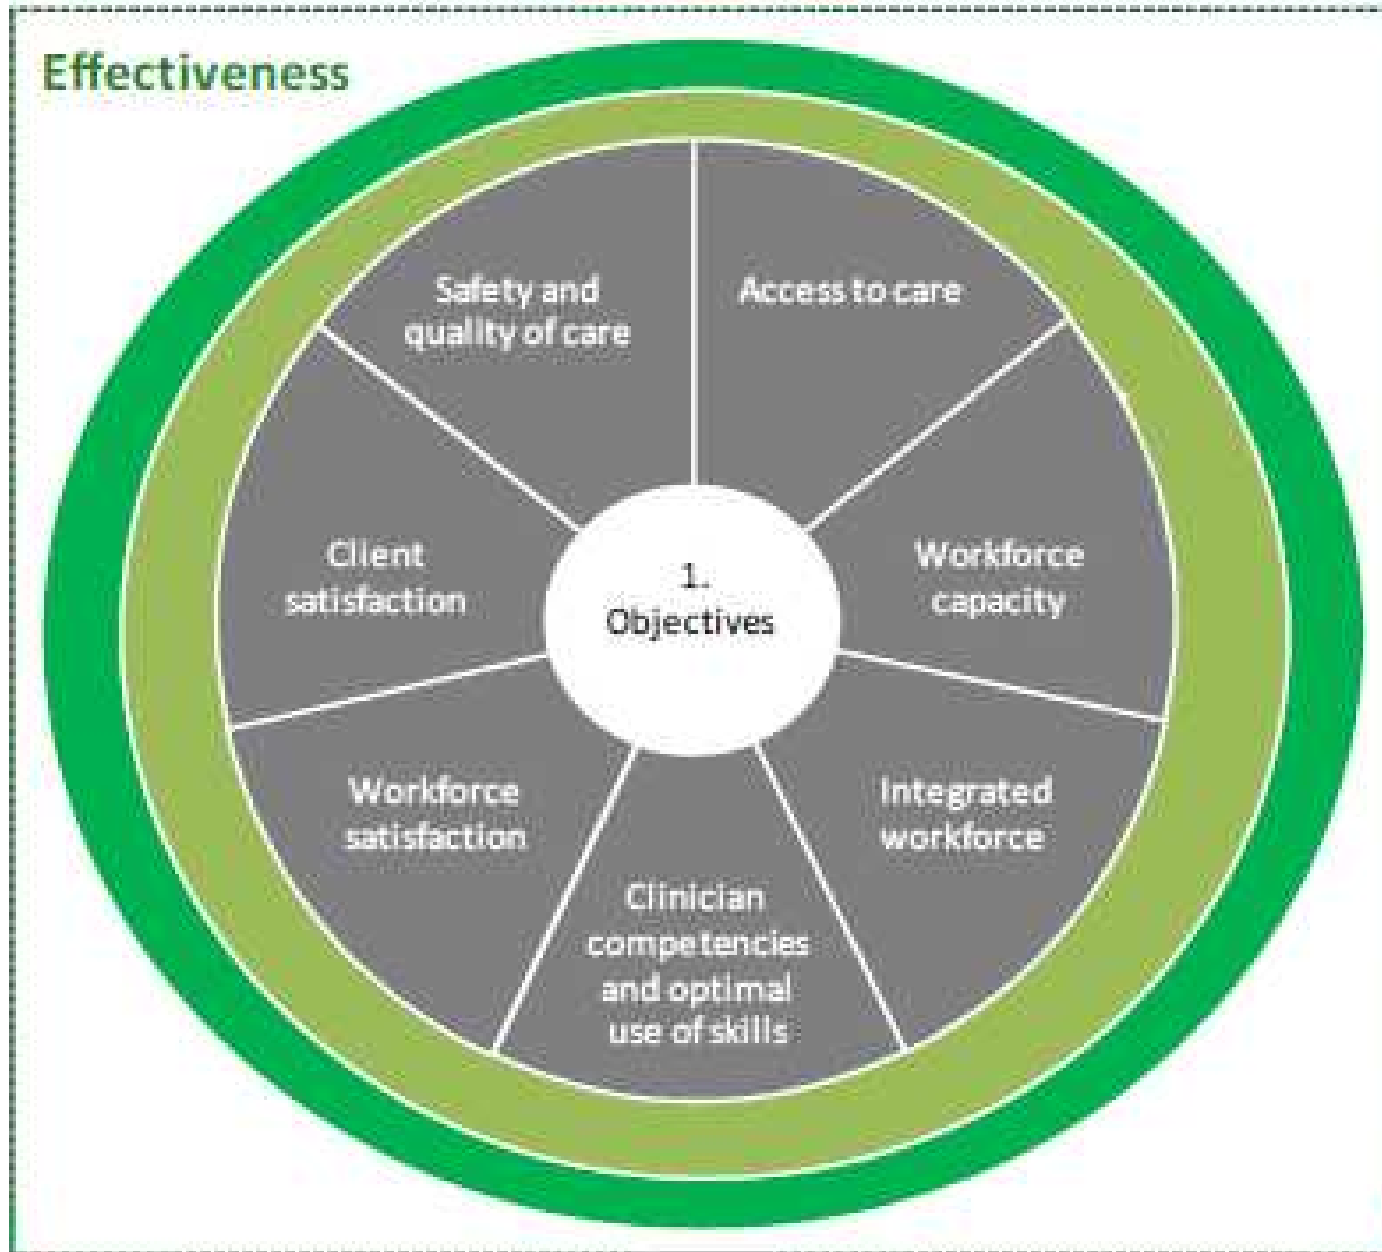 Effectiveness
Safety and
quality of care
Access to care
Client
satisfaction
1.
Objectives
Workforce
capacity
Workforce
satisfaction
Integrated
workforce
Clinician
competencies
and optimal
use of skills